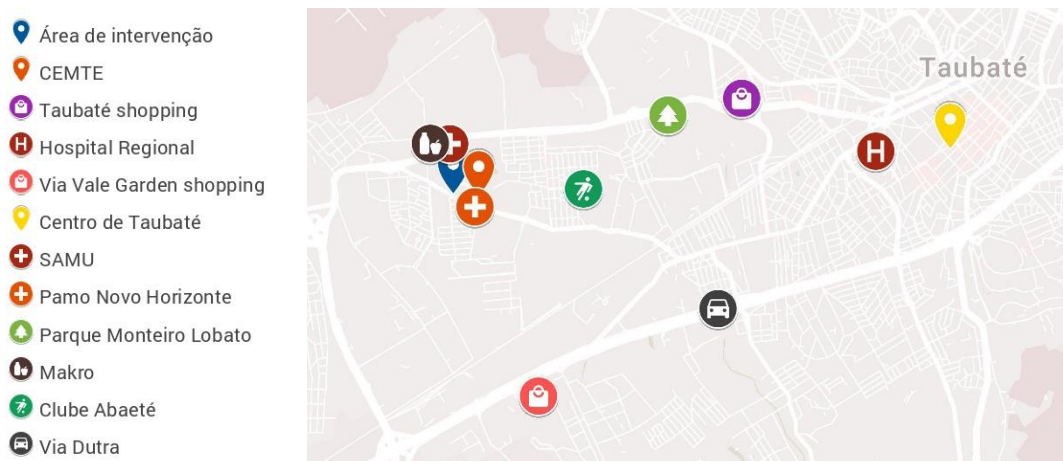 Área de intervenção
CEMTE
Taubaté shopping
Hospital Regional
Via Vale Garden shopping
Centro de Taubaté
SAMU
Pamo Novo Horizonte
Parque Monteiro Lobato
Makro
Clube Abaeté
Via Dutra
Taubaté
H
H